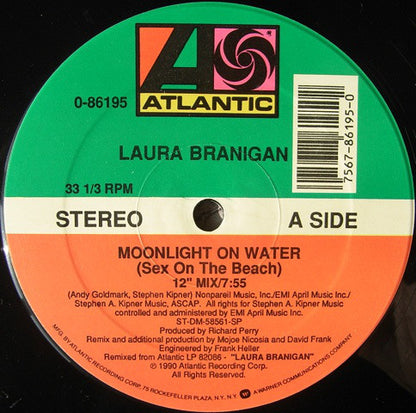 A
ATLANTIC
0-86195
7567-86195-0
LAURA BRANIGAN
33 1/3 RPM
STEREO
A SIDE
MOONLIGHT ON WATER
(Sex On The Beach)
12" MIX/7:55
(Andy Goldmark, Stephen Kipner) Nonpareil Music, Inc./EMI April Music Inc./
Stephen A. Kipner Music, ASCAP. All rights for Stephen A. Kipner Music
controlled and administered by EMI April Music Inc.
ST-DM-58561-SP
Produced by Richard Perry
Remix and additional production by Mojoe Nicosia and David Frank
Engineered by Frank Heller
Remixed from Atlantic LP 82086 - "LAURA BRANIGAN"
℗ 1990 Atlantic Recording Corp.
MFG. BY ATLANTIC RECORDING CORP. 75 ROCKEFELLER PLAZA, N.Y., N.Y. W A WARNER COMMUNICATIONS COMPANY